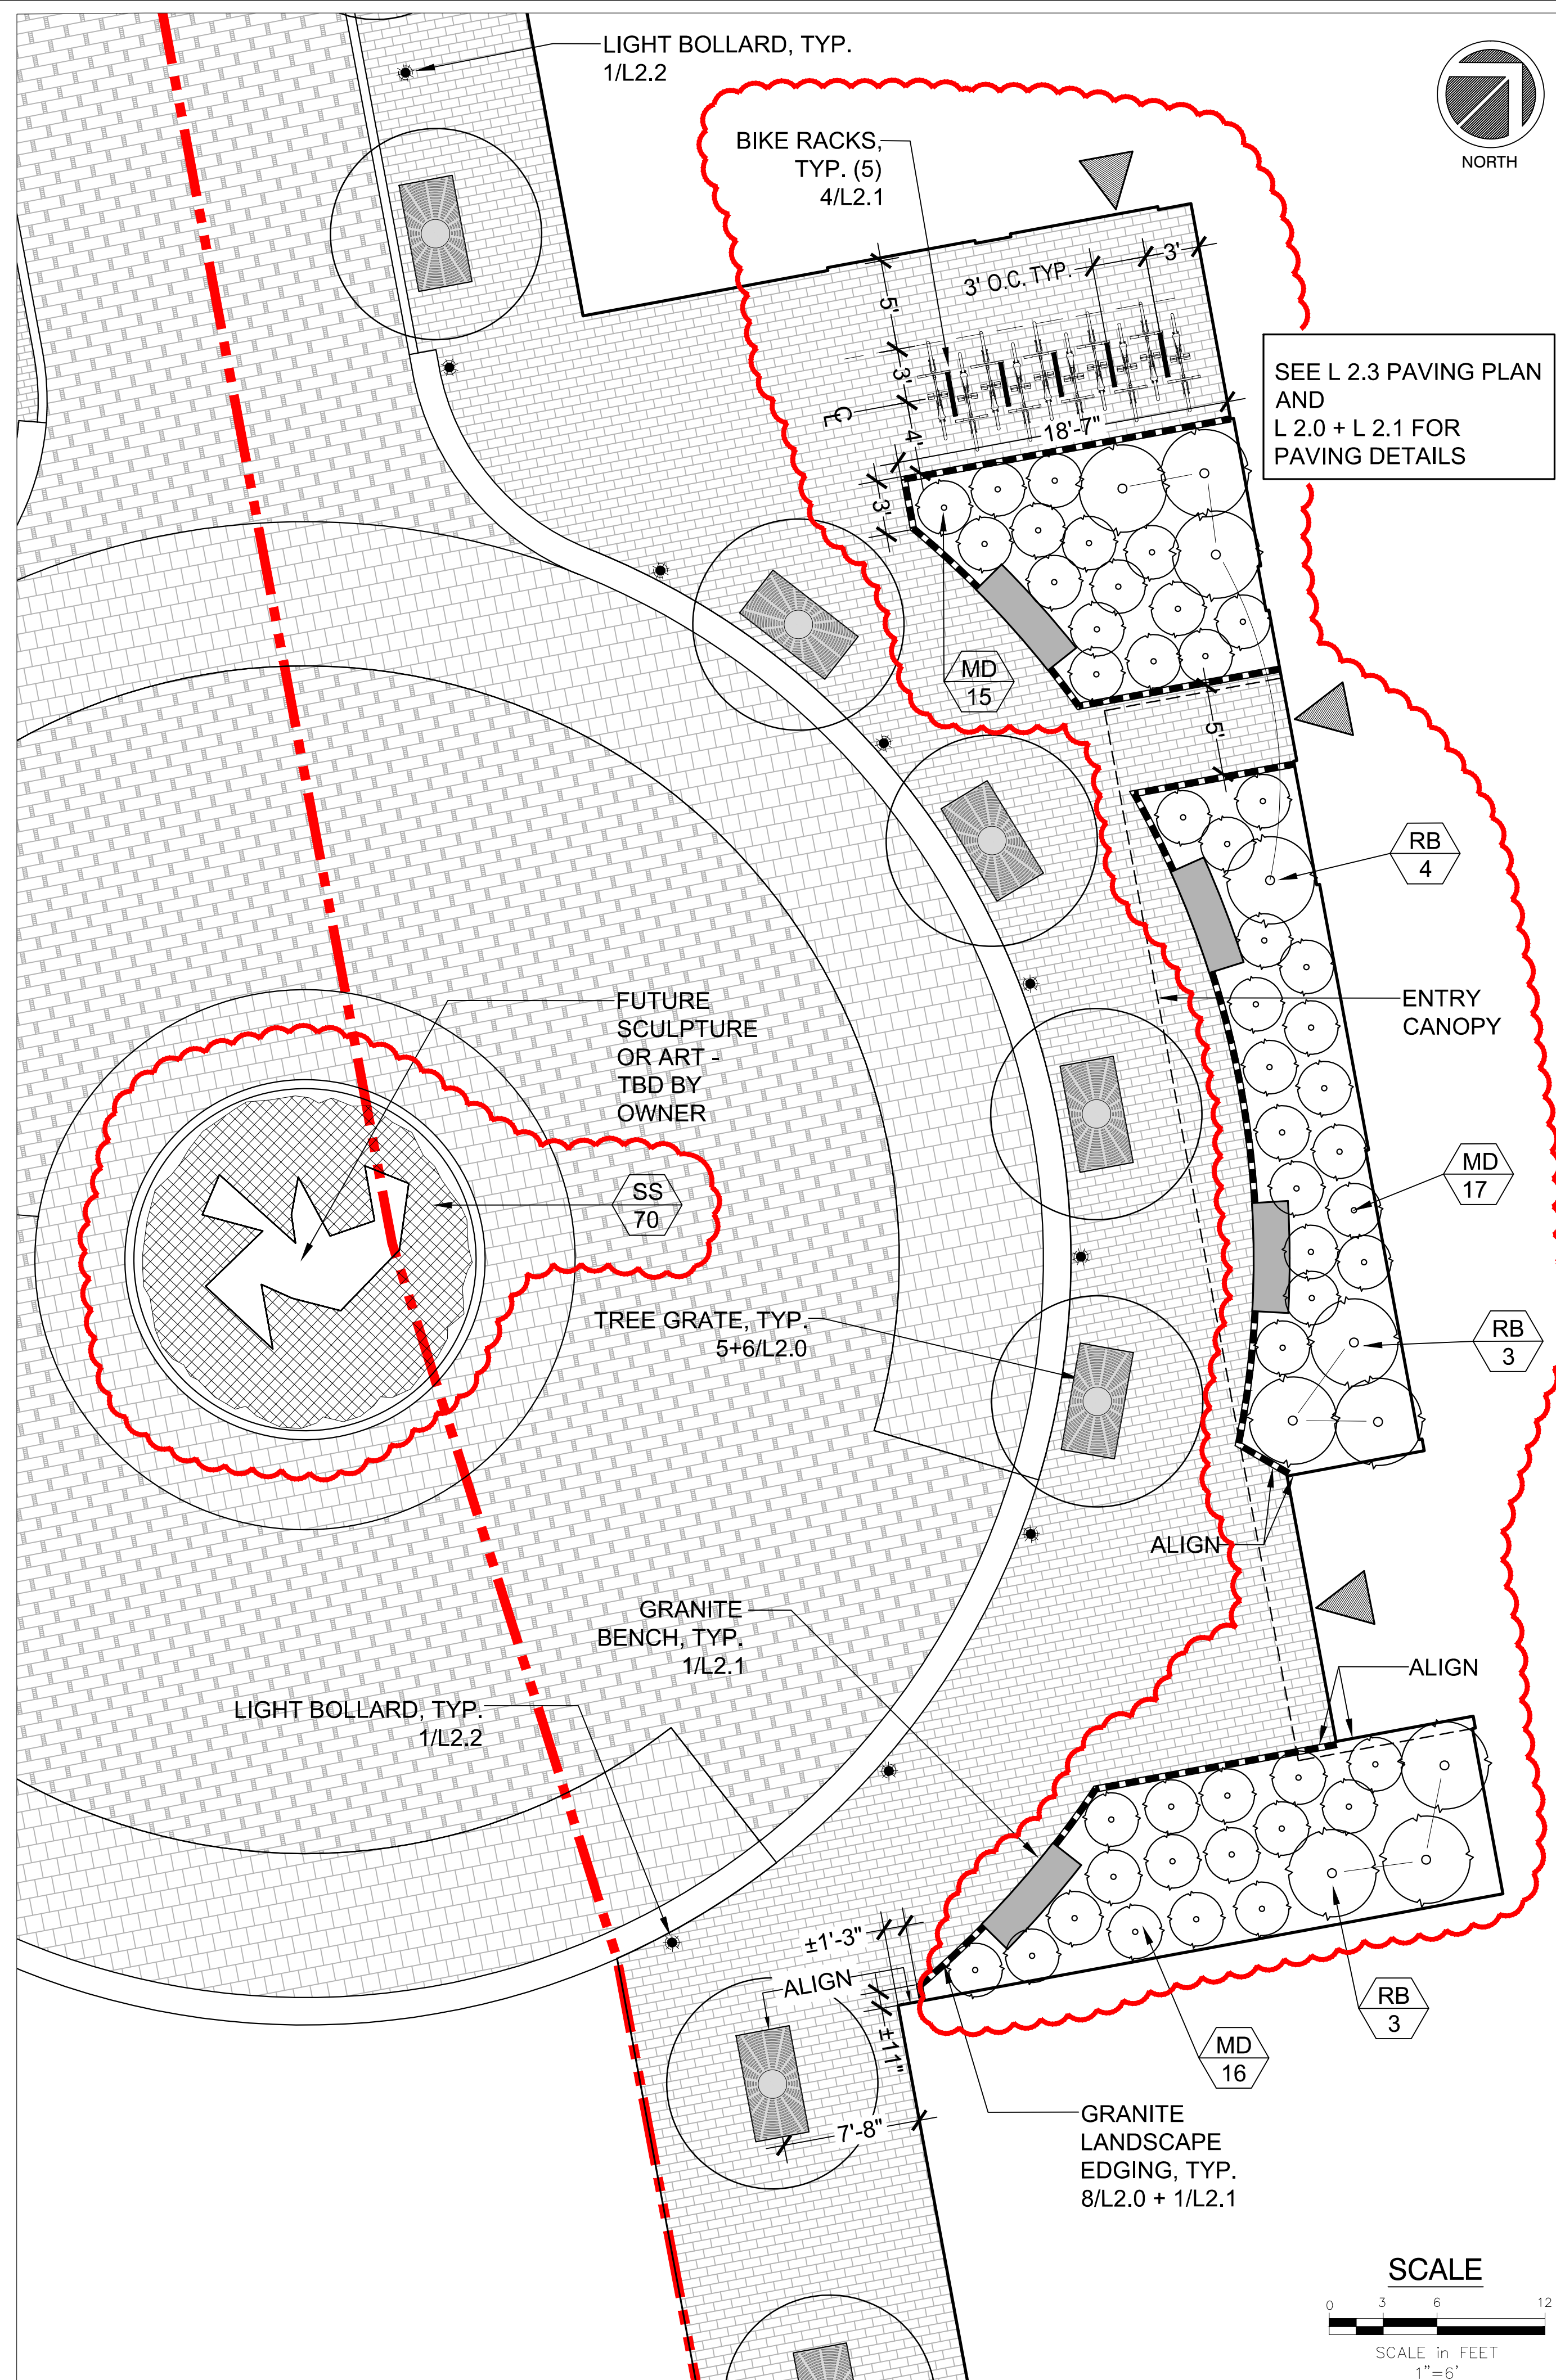 LIGHT BOLLARD, TYP.
1/L2.2
NORTH
BIKE RACKS,
TYP. (5)
4/L2.1
3' O.C. TYP.
3'
5'
3'
CL
4'
18'-7"
3'
SEE L 2.3 PAVING PLAN
AND
L 2.0 + L 2.1 FOR
PAVING DETAILS
MD
15
5'
RB
4
ENTRY
CANOPY
FUTURE
SCULPTURE
OR ART -
TBD BY
OWNER
SS
70
MD
17
TREE GRATE, TYP.
5+6/L2.0
RB
3
ALIGN
GRANITE
BENCH, TYP.
1/L2.1
ALIGN
LIGHT BOLLARD, TYP.
1/L2.2
±1'-3"
ALIGN
±11"
7'-8"
RB
3
MD
16
GRANITE
LANDSCAPE
EDGING, TYP.
8/L2.0 + 1/L2.1
SCALE
0 3 6 12
SCALE in FEET
1"=6'